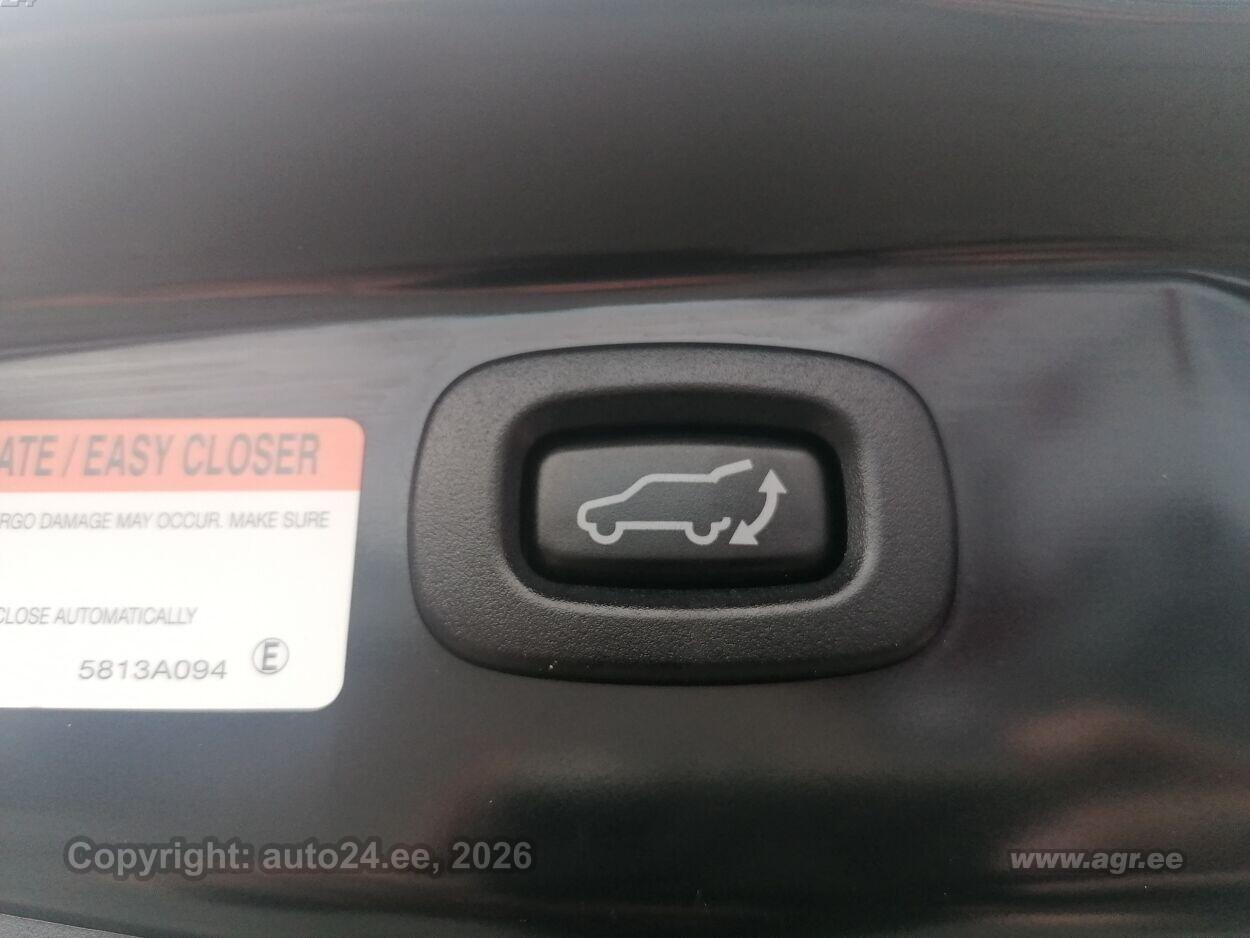 ATE / EASY CLOSER
RGO DAMAGE MAY OCCUR. MAKE SURE
CLOSE AUTOMATICALLY
5813A094 E
Copyright: auto24.ee, 2026
www.agr.ee